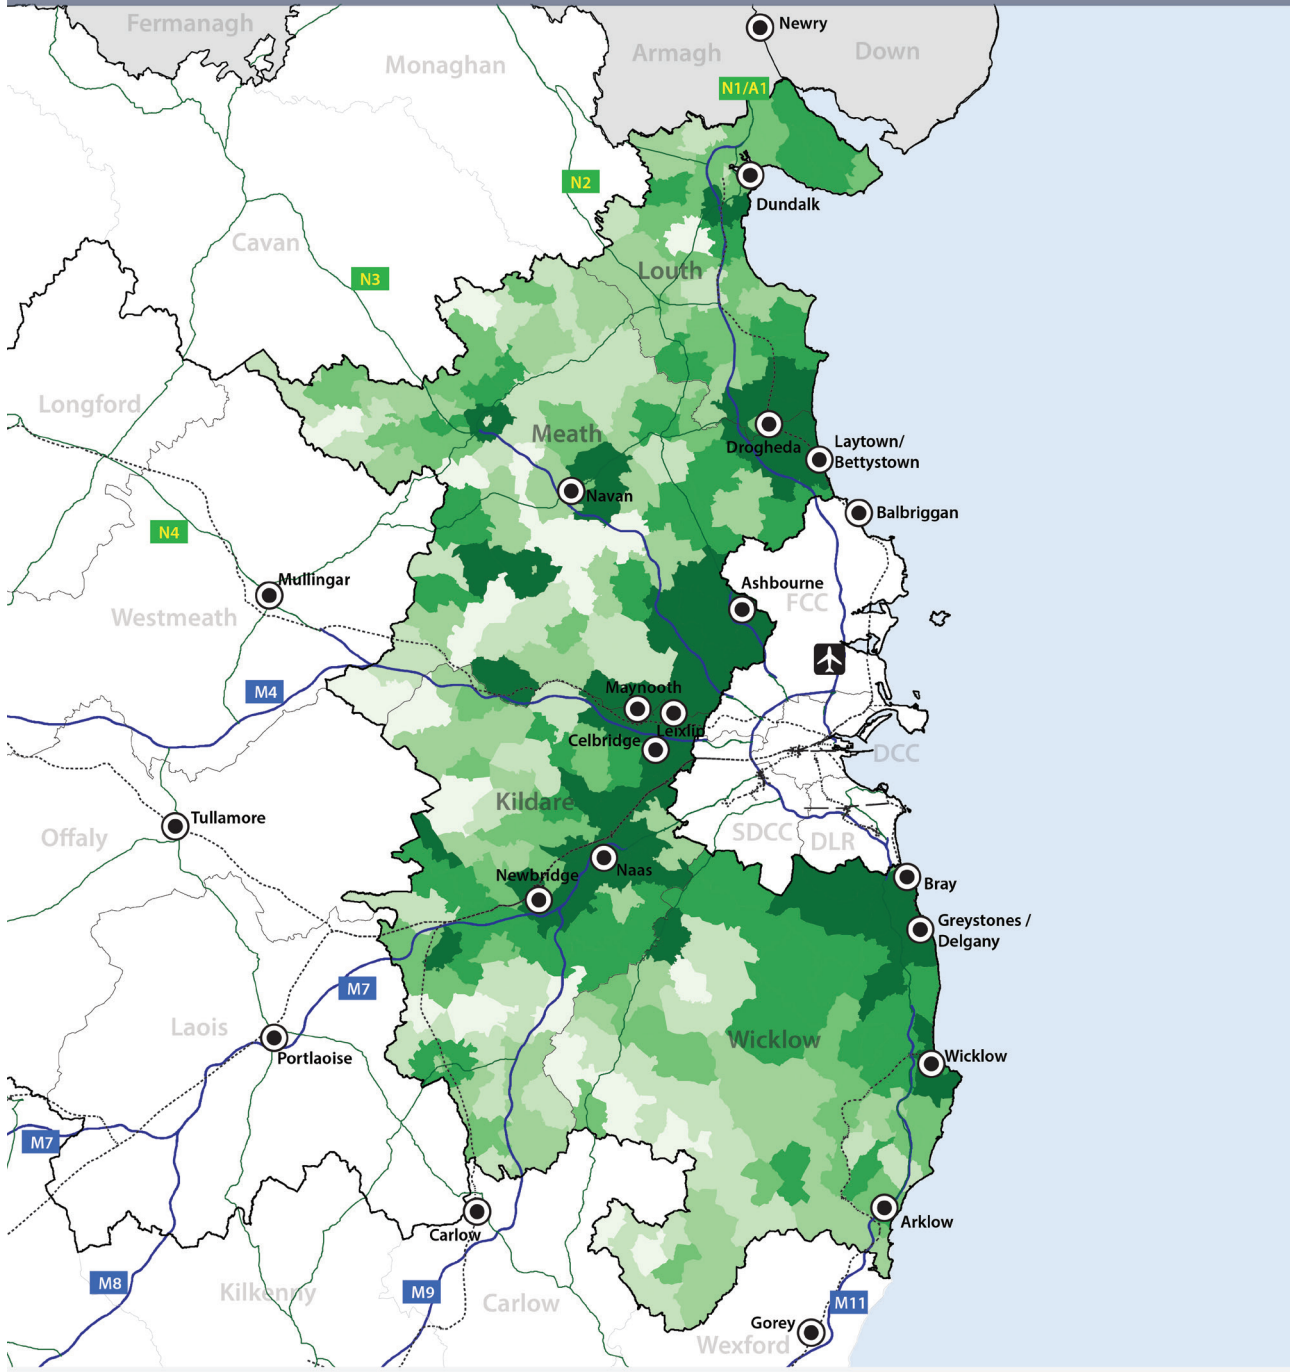 Fermanagh
Newry
Armagh
Down
Monaghan
N1/A1
N2
Dundalk
Cavan
Louth
N3
Longford
Meath
Drogheda
Laytown/
Bettystown
Navan
Balbriggan
N4
Mullingar
Ashbourne
FCC
Westmeath
M4
Maynooth
Leixlip
Celbridge
DCC
Kildare
Tullamore
Offaly
SDCC
DLR
Newbridge
Naas
Bray
Greystones /
Delgany
M7
Laois
Wicklow
Portlaoise
Wicklow
M7
Arklow
Carlow
M8
Kilkenny
M9
Carlow
M11
Gorey
Wexford